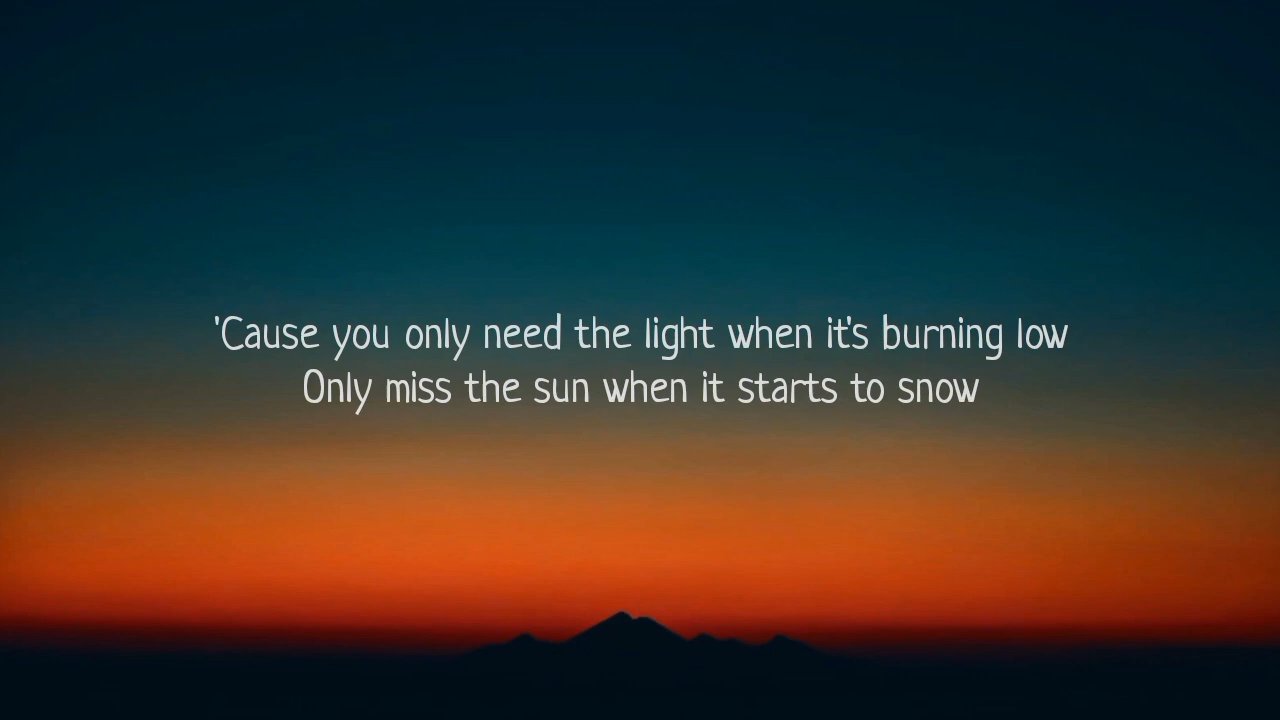 'Cause you only need the light when it's burning low
Only miss the sun when it starts to snow